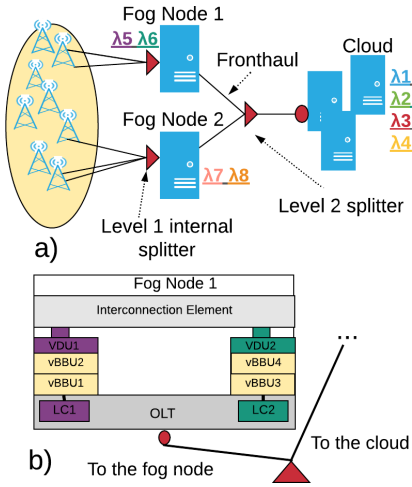 Fog Node 1
λ5 λ6
Cloud
Fronthaul
λ1
λ2
λ3
λ4
Fog Node 2
λ7 λ8
Level 1 internal
splitter
Level 2 splitter
a)
Fog Node 1
Interconnection Element
VDU1
VDU2
...
vBBU2
vBBU4
vBBU1
vBBU3
LC1
OLT
LC2
To the cloud
b)
To the fog node